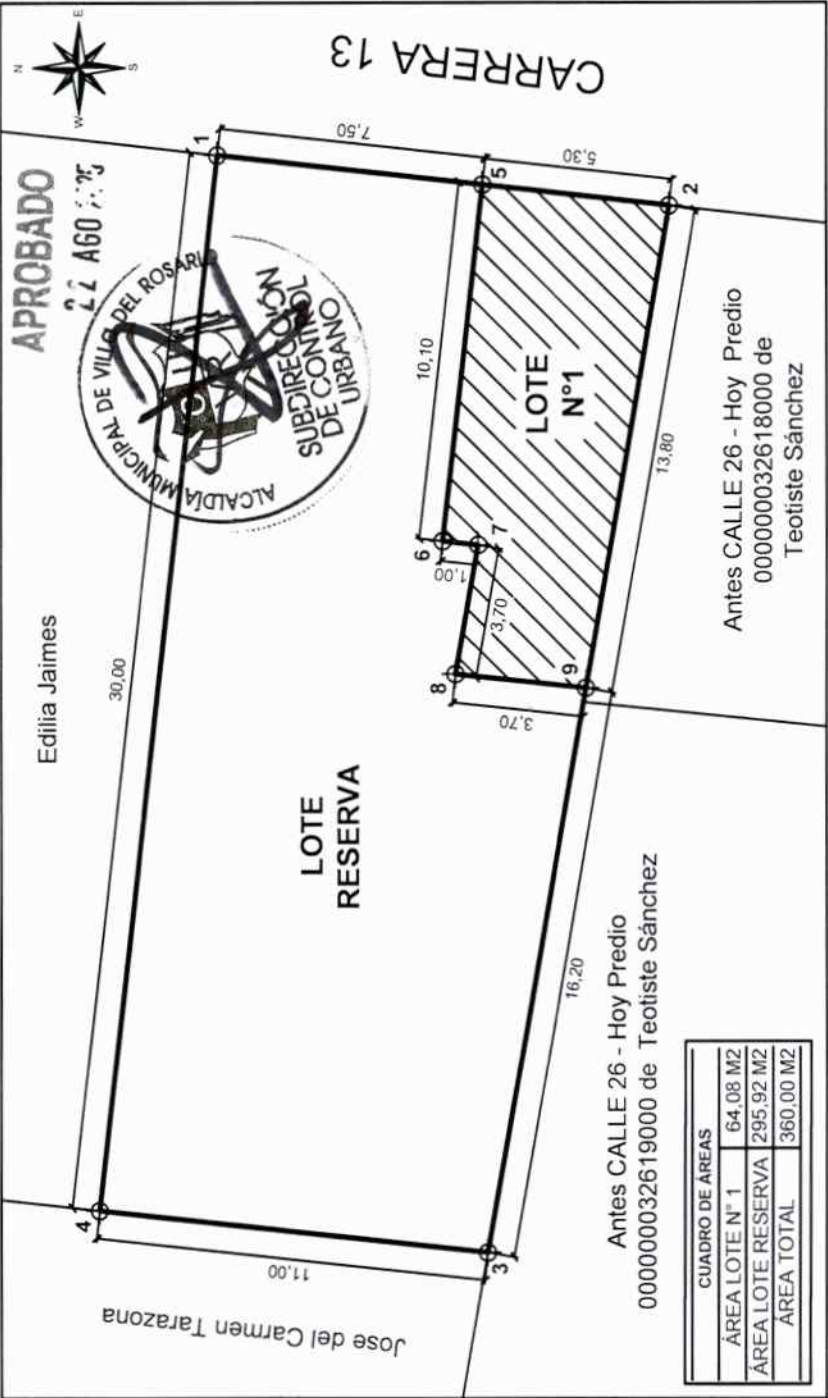 N
E
S
W
CARRERA 13
APROBADO
22 AGO
ALCALDÍA MUNICIPAL DE VILLA DEL ROSARIO
SUBDIRECCIÓN
DE CONTROL
URBANO
Edilia Jaimes
30,00
1
7,50
5
5,30
2
10,10
6
7
1,00
3,70
8
9
3,70
LOTE
N°1
13,80
LOTE
RESERVA
4
11,00
3
16,20
Jose del Carmen Tarazona
Antes CALLE 26 - Hoy Predio
000000032618000 de
Teotiste Sánchez
Antes CALLE 26 - Hoy Predio
000000032619000 de Teotiste Sánchez
CUADRO DE ÁREAS
ÁREA LOTE N° 1 64,08 M2
ÁREA LOTE RESERVA 295,92 M2
ÁREA TOTAL 360,00 M2